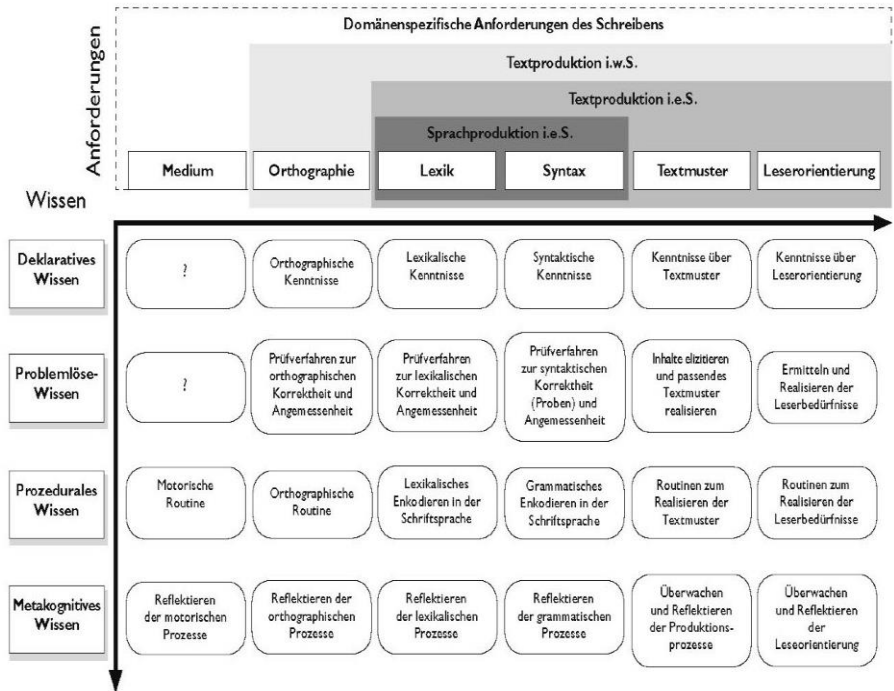 Domänenspezifische Anforderungen des Schreibens
Textproduktion i.w.S.
Textproduktion i.e.S.
Sprachproduktion i.e.S.
Anforderungen
Medium
Orthographie
Lexik
Syntax
Textmuster
Leserorientierung
Wissen
Deklaratives
Wissen
?
Orthographische
Kenntnisse
Lexikalische
Kenntnisse
Syntaktische
Kenntnisse
Kenntnisse über
Textmuster
Kenntnisse über
Leserorientierung
Problemlöse-
Wissen
?
Prüfverfahren zur
orthographischen
Korrektheit und
Angemessenheit
Prüfverfahren
zur lexikalischen
Korrektheit und
Angemessenheit
Prüfverfahren
zur syntaktischen
Korrektheit
(Proben) und
Angemessenheit
Inhalte elizitieren
und passendes
Textmuster
realisieren
Ermitteln und
Realisieren der
Leserbedürfnisse
Prozedurales
Wissen
Motorische
Routine
Orthographische
Routine
Lexikalisches
Enkodieren in der
Schriftsprache
Grammatisches
Enkodieren in der
Schriftsprache
Routinen zum
Realisieren der
Textmuster
Routinen zum
Realisieren der
Leserbedürfnisse
Metakognitives
Wissen
Reflektieren
der motorischen
Prozesse
Reflektieren der
orthographischen
Prozesse
Reflektieren
der lexikalischen
Prozesse
Reflektieren
der grammatischen
Prozesse
Überwachen
und Reflektieren
der Produktions-
prozesse
Überwachen
und Reflektieren
der
Leseorientierung